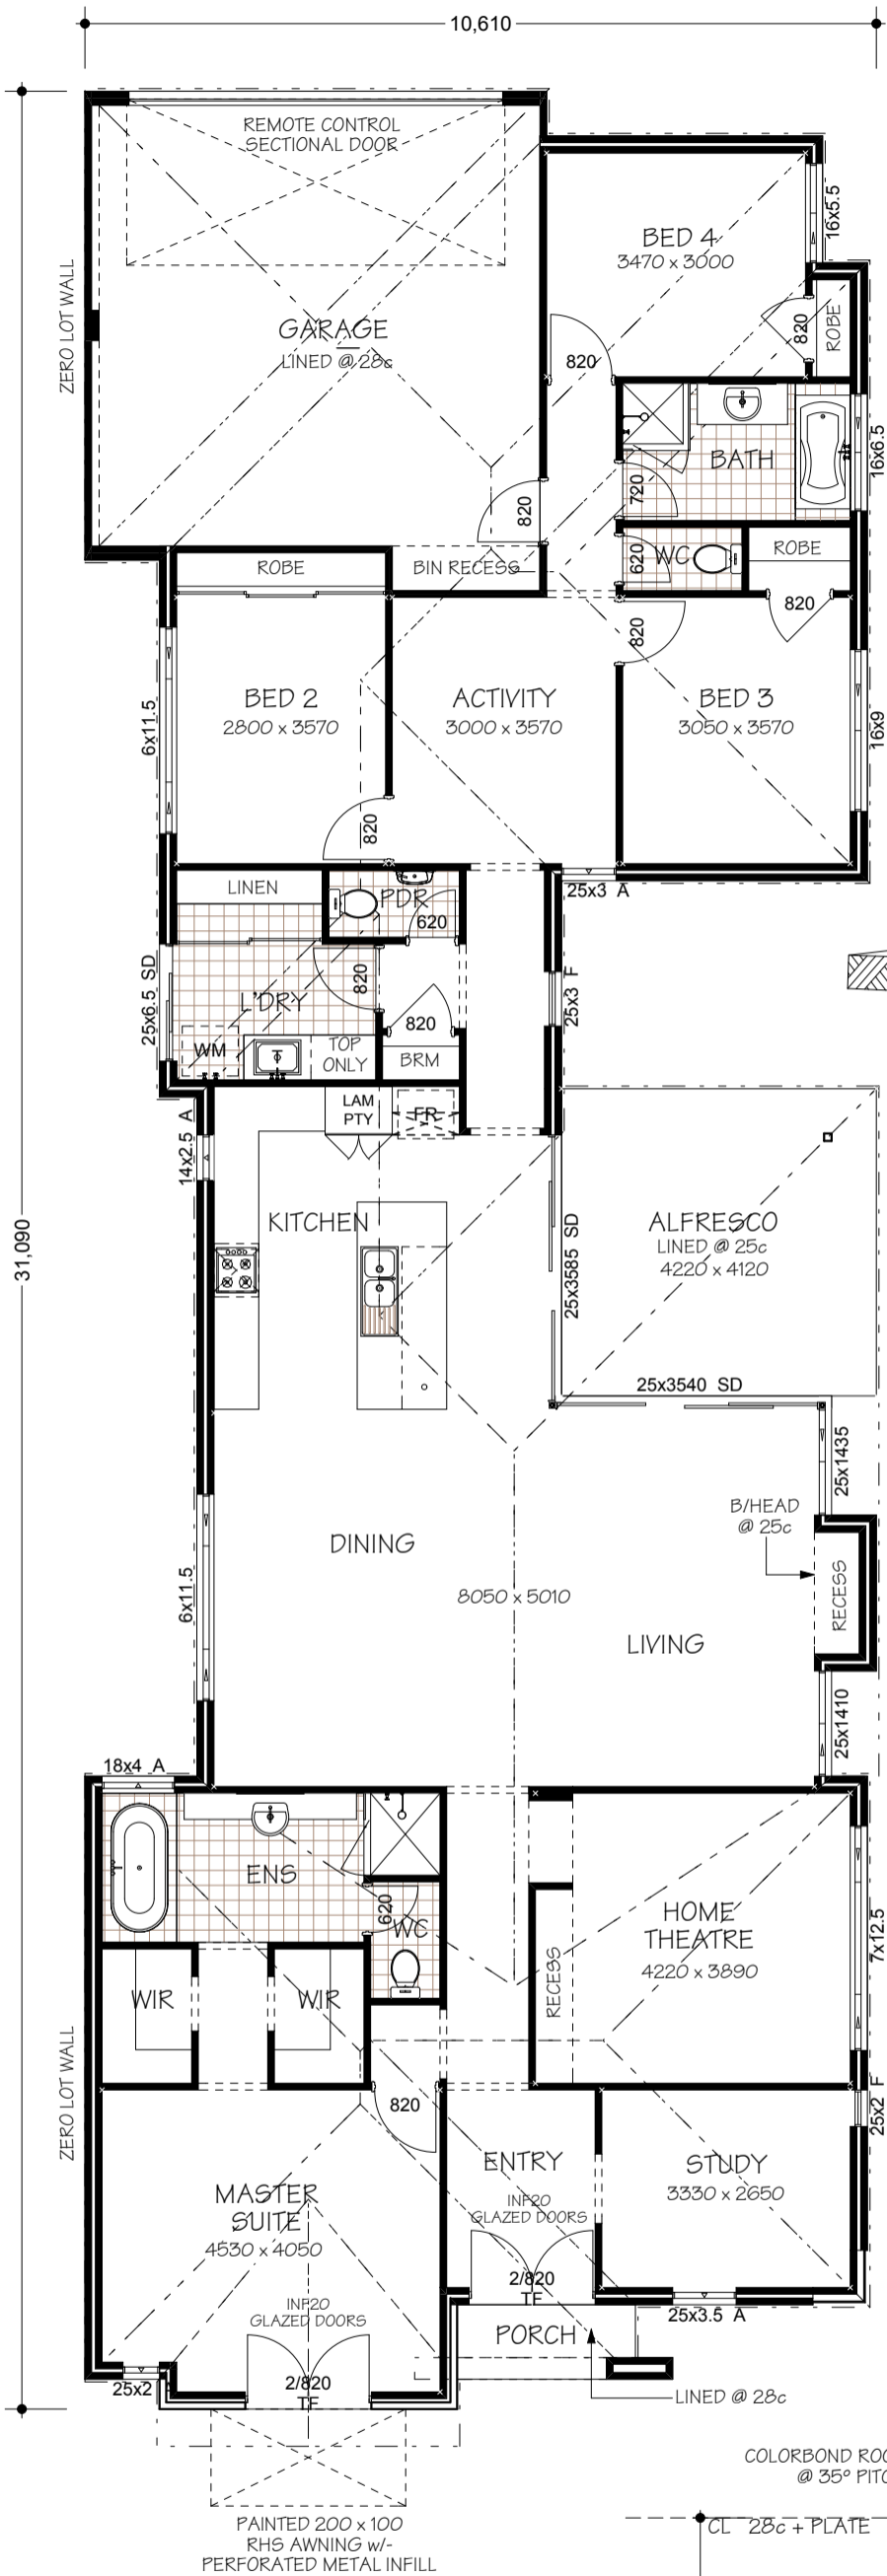 10,610
REMOTE CONTROL
SECTIONAL DOOR
16x5.5
BED 4
3470 x 3000
ZERO LOT WALL
GARAGE
LINED @ 28c
820
820
ROBE
BATH
16x6.5
720
820
ROBE
BIN RECESS
620
WC
ROBE
820
820
BED 2
2800 x 3570
ACTIVITY
3000 x 3570
BED 3
3050 x 3570
6x11.5
16x9
820
LINEN
PDR
620
25x3 A
25x6.5 SD
L'DRY
820
25x3 F
820
WM
TOP
ONLY
BRM
LAM
PTY
FR
14x2.5 A
31,090
KITCHEN
ALFRESCO
LINED @ 25c
4220 x 4120
25x3585 SD
25x3540 SD
25x1435
B/HEAD
@ 25c
DINING
RECESS
6x11.5
8050 x 5010
LIVING
25x1410
18x4 A
ENS
620
WC
HOME
THEATRE
4220 x 3890
7x12.5
RECESS
WIR
WIR
ZERO LOT WALL
820
25x2 F
ENTRY
INF20
GLAZED DOORS
STUDY
3330 x 2650
MASTER
SUITE
4530 x 4050
2/820
TF
INF20
GLAZED DOORS
25x3.5 A
PORCH
25x2
2/820
TF
LINED @ 28c
COLORBOND ROO
@ 35° PITC
CL 28c + PLATE
PAINTED 200 x 100
RHS AWNING w/-
PERFORATED METAL INFILL